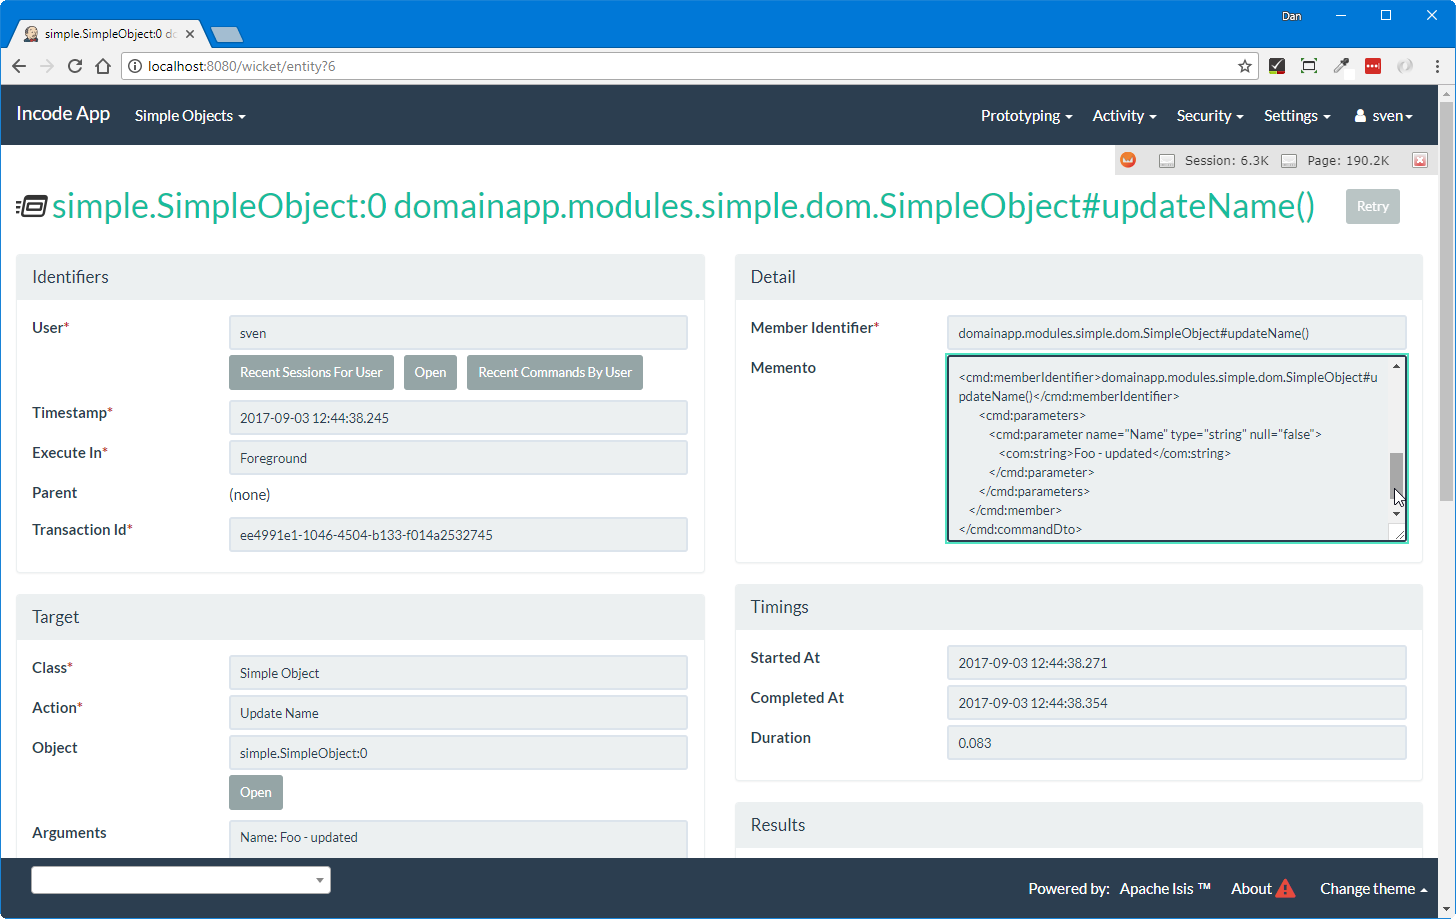 Dan
simple.SimpleObject:0 do
localhost:8080/wicket/entity?6
Incode App
Simple Objects
Prototyping
Activity
Security
Settings
sven
Session: 6.3K
Page: 190.2K
simple.SimpleObject:0 domainapp.modules.simple.dom.SimpleObject#updateName()
Retry
Identifiers
User*
sven
Recent Sessions For User
Open
Recent Commands By User
Timestamp*
2017-09-03 12:44:38.245
Execute In*
Foreground
Parent
(none)
Transaction Id*
ee4991e1-1046-4504-b133-f014a2532745
Target
Class*
Simple Object
Action*
Update Name
Object
simple.SimpleObject:0
Open
Arguments
Name: Foo - updated
Detail
Member Identifier*
domainapp.modules.simple.dom.SimpleObject#updateName()
Memento
<cmd:memberIdentifier>domainapp.modules.simple.dom.SimpleObject#u
pdateName()</cmd:memberIdentifier>
<cmd:parameters>
<cmd:parameter name="Name" type="string" null="false">
<com:string>Foo - updated</com:string>
</cmd:parameter>
</cmd:parameters>
</cmd:member>
</cmd:commandDto>
Timings
Started At
2017-09-03 12:44:38.271
Completed At
2017-09-03 12:44:38.354
Duration
0.083
Results
Powered by:
Apache Isis ™
About
Change theme